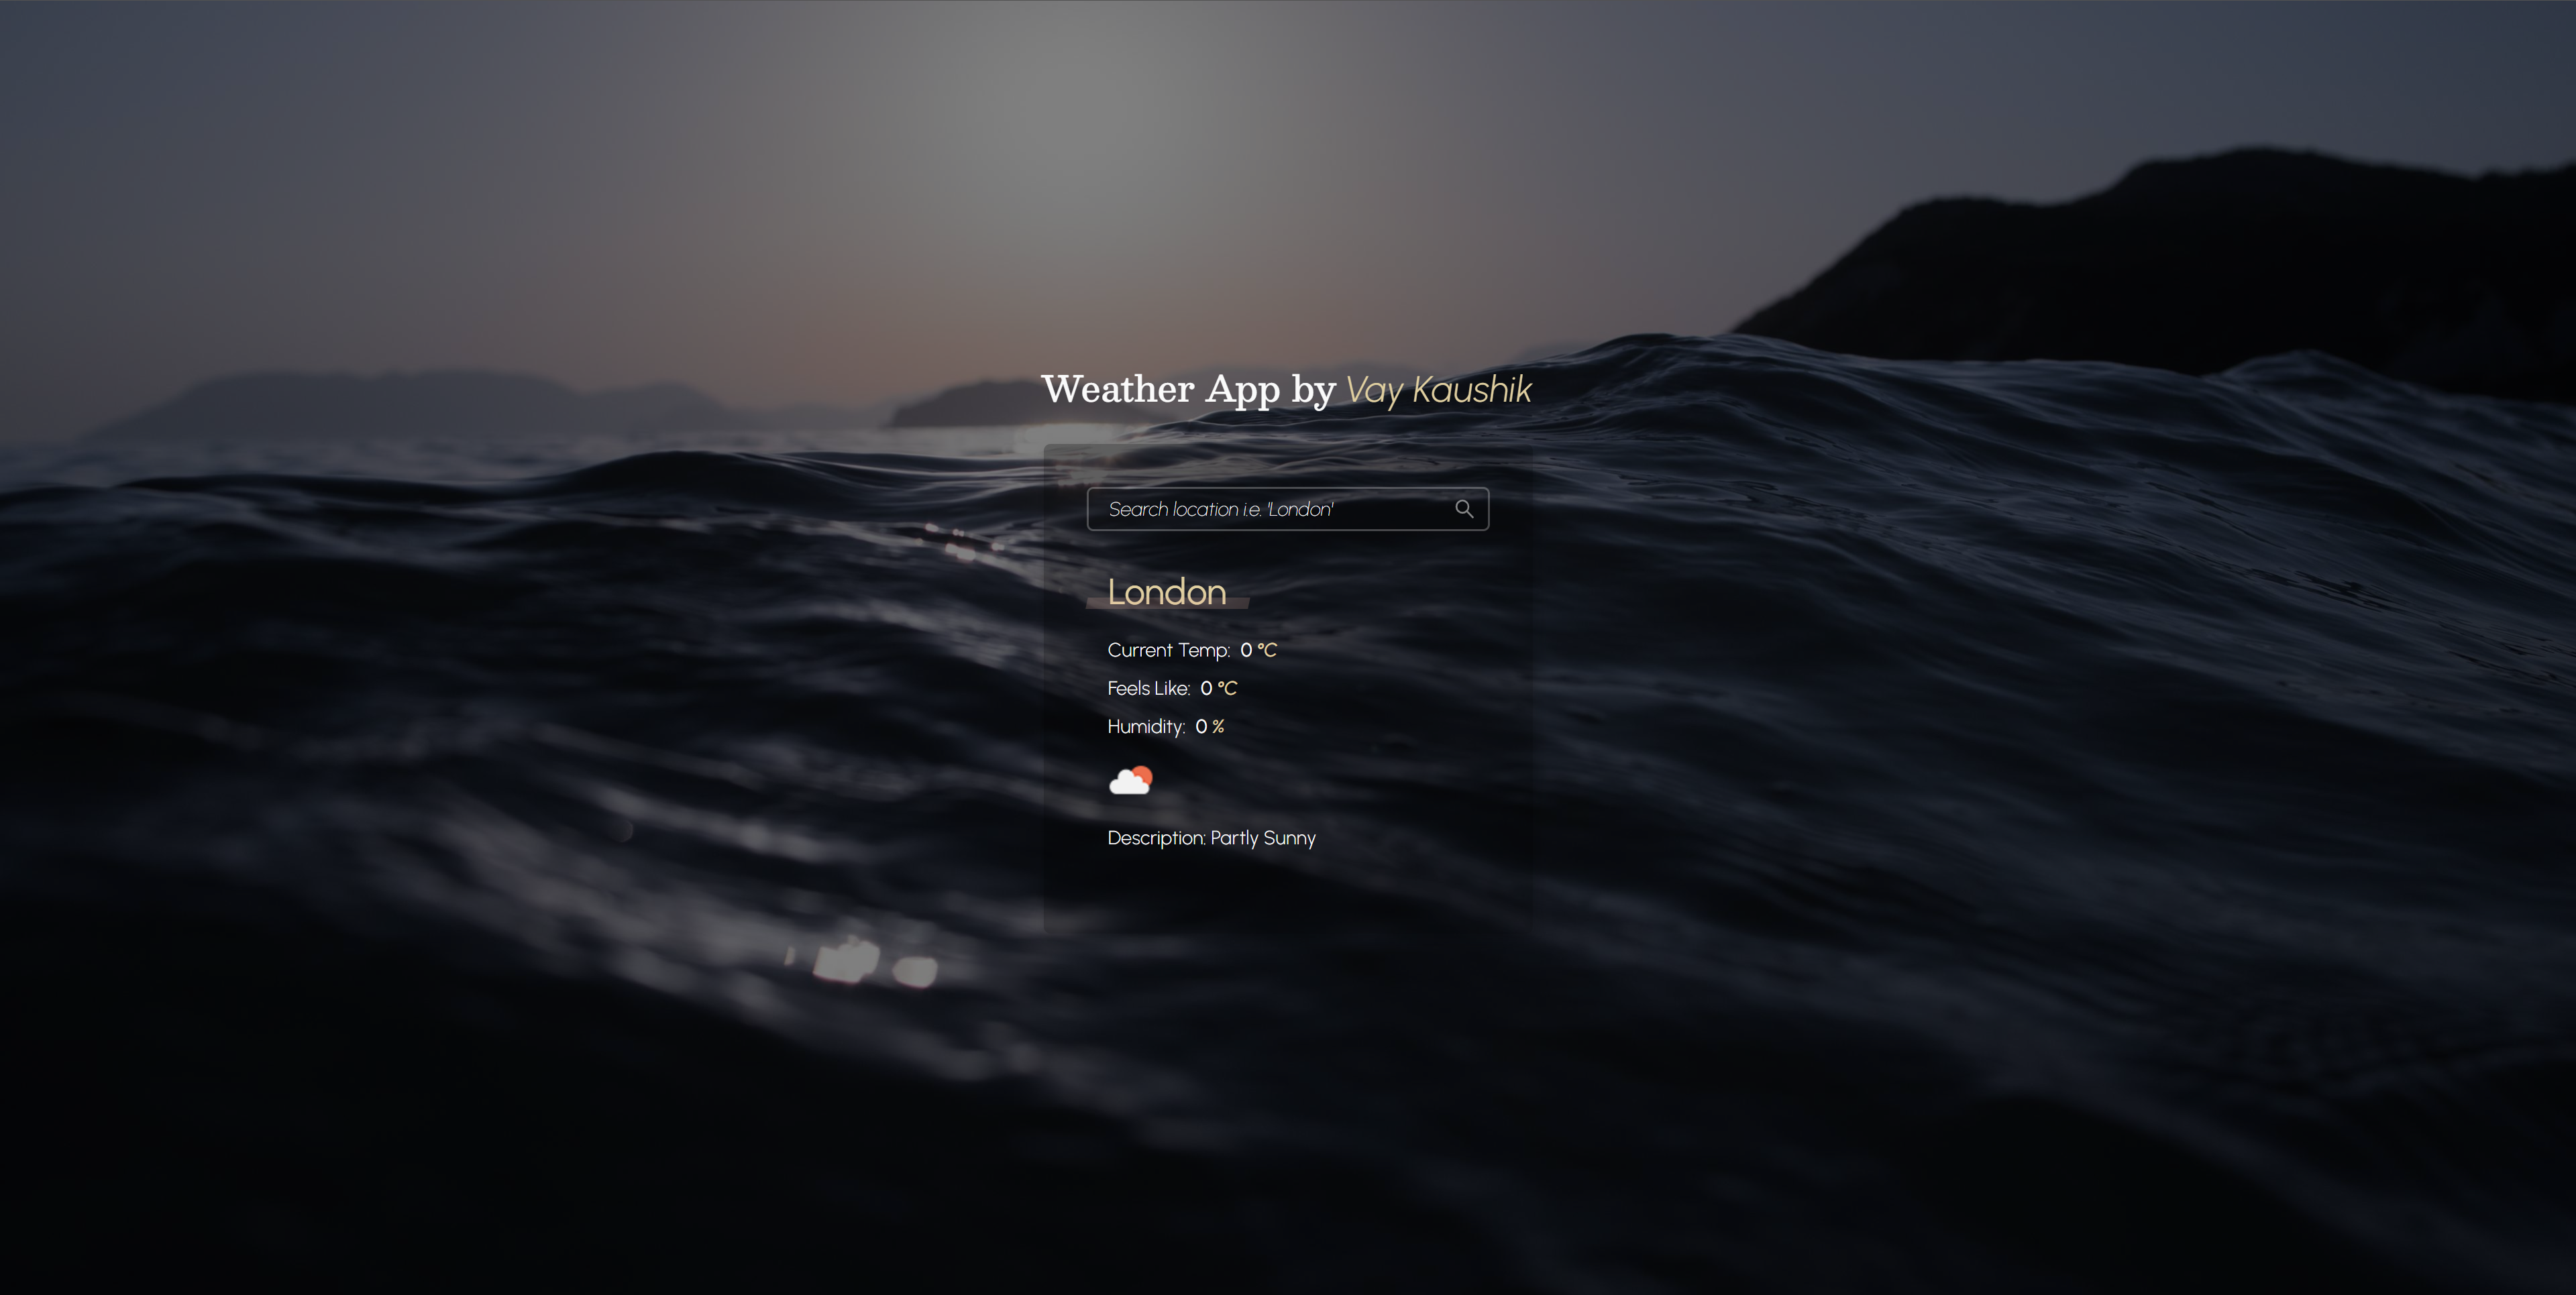 Weather App by Vay Kaushik
Search location i.e. 'London'
London
Current Temp: 0 °C
Feels Like: 0 °C
Humidity: 0 %
Description: Partly Sunny